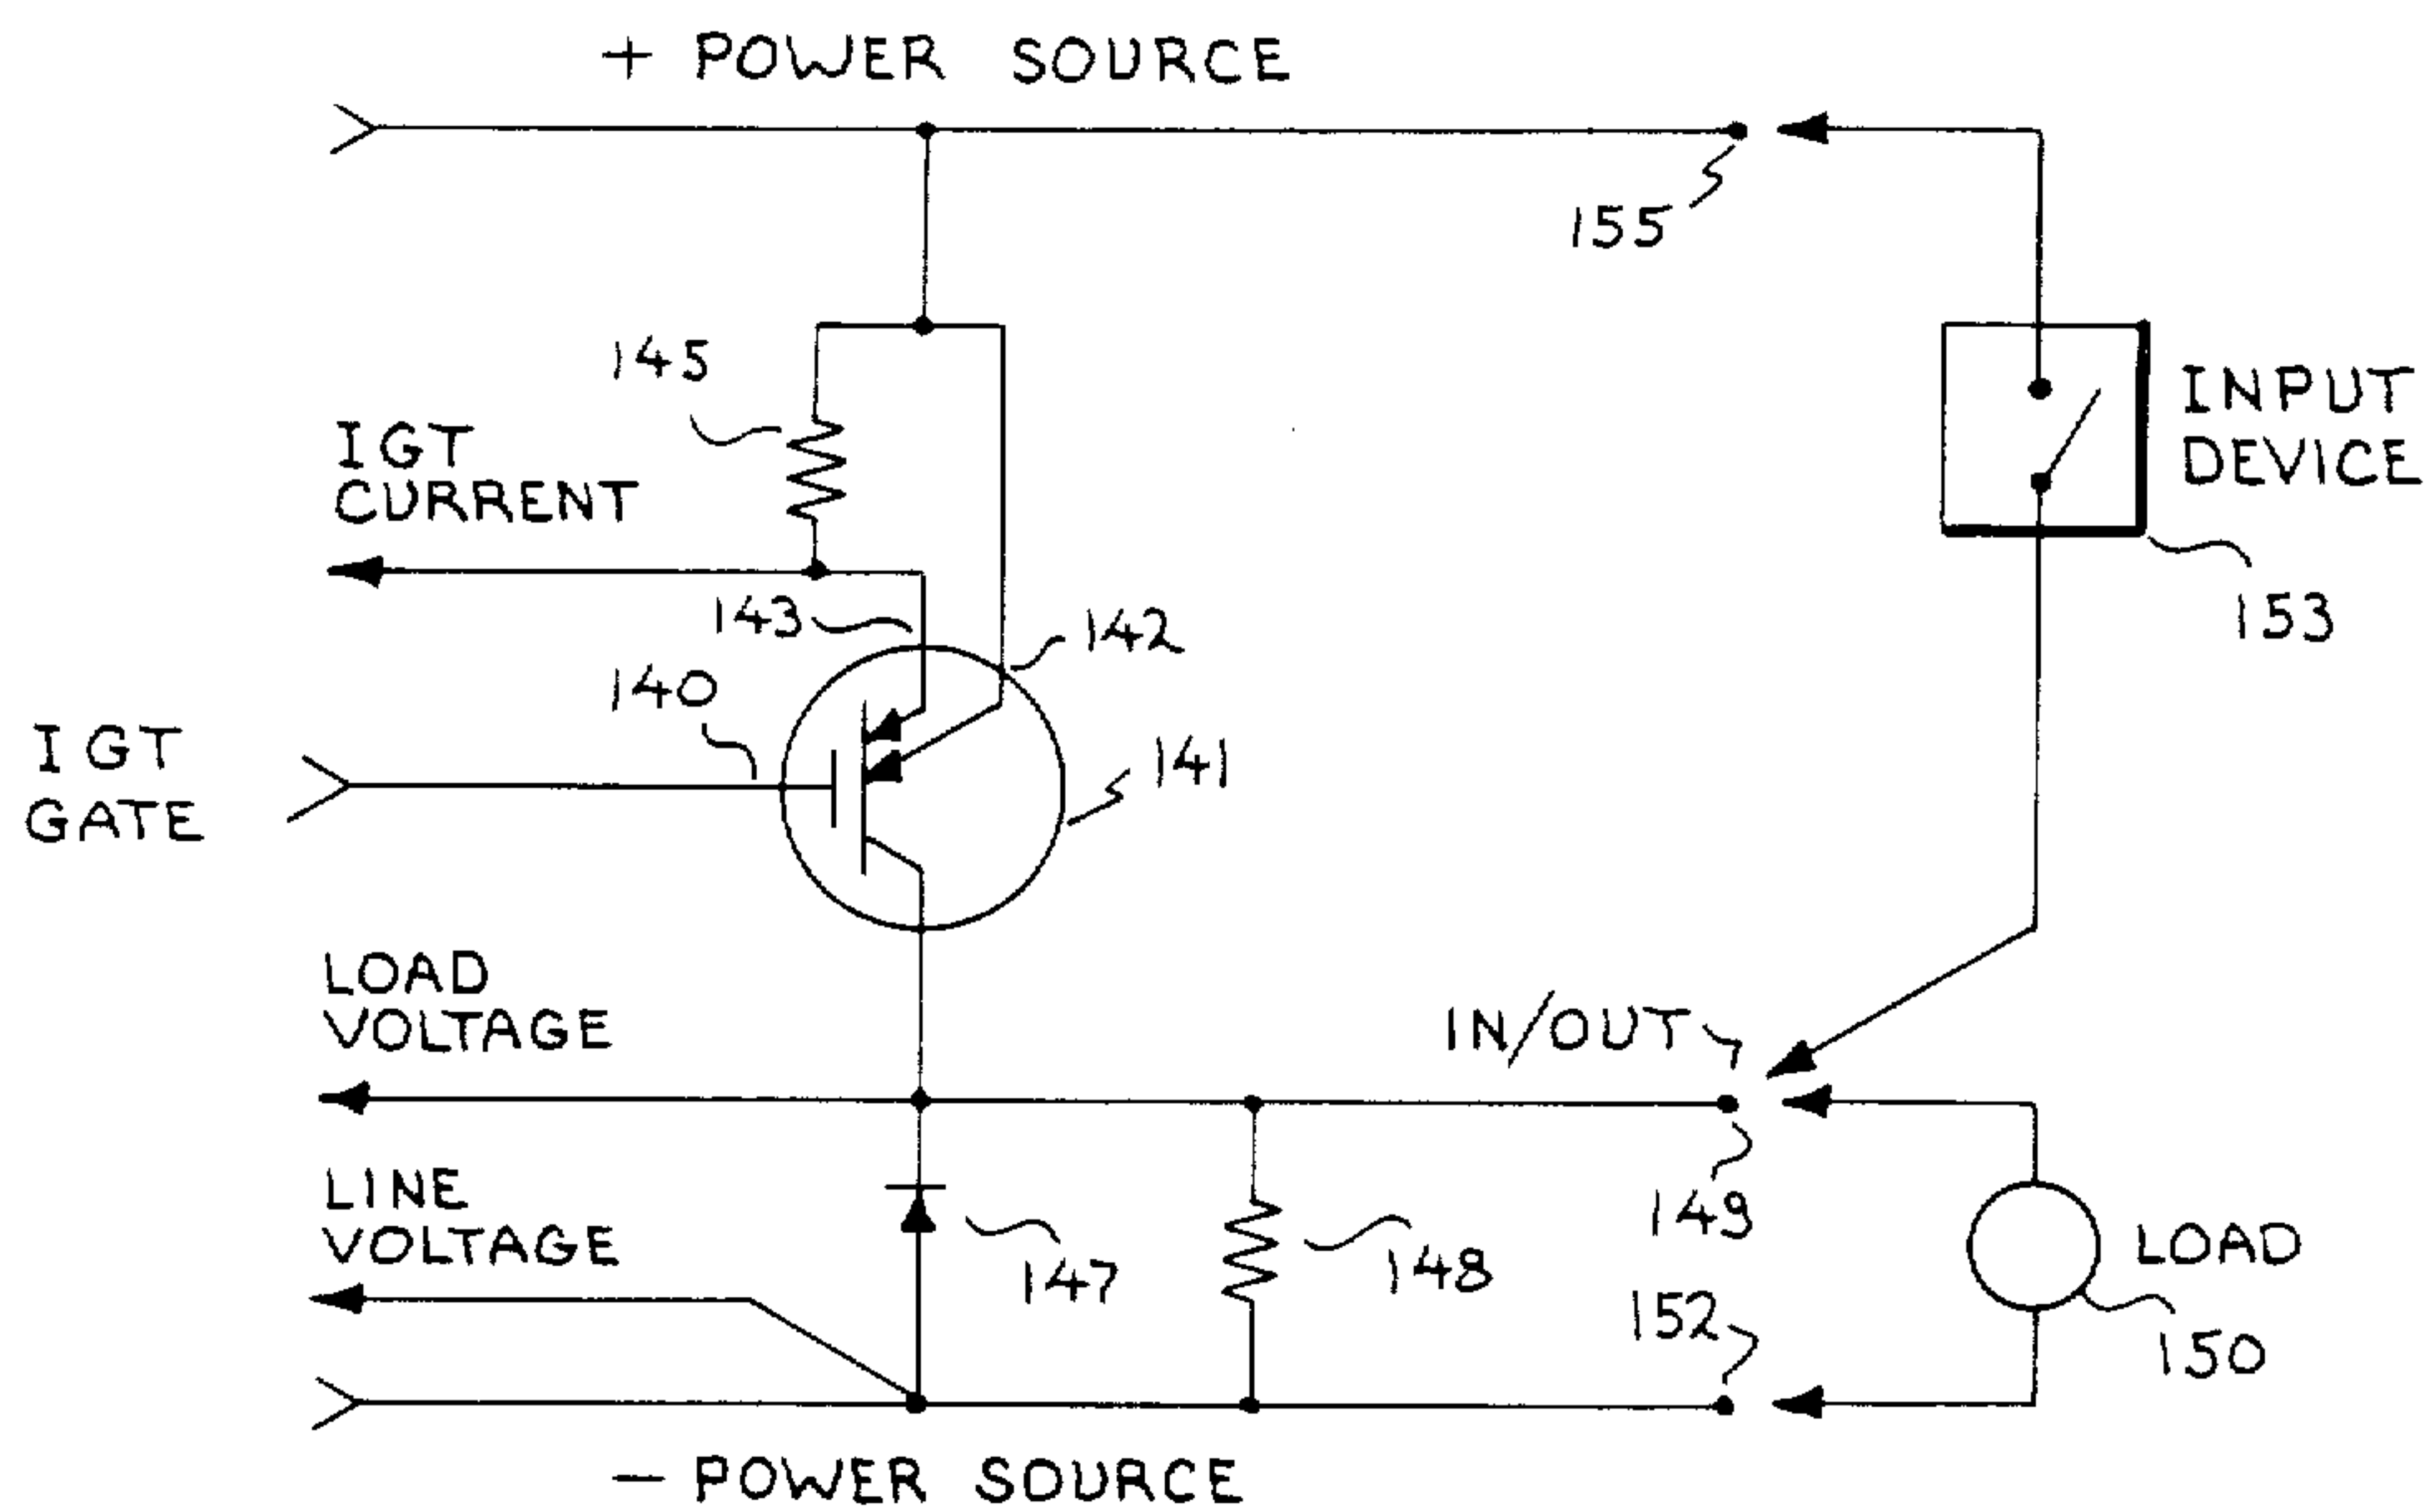 + POWER SOURCE
155
145
INPUT
DEVICE
IGT
CURRENT
153
143
142
140
141
IGT
GATE
LOAD
VOLTAGE
IN/OUT
LINE
VOLTAGE
149
LOAD
147
148
152
150
— POWER SOURCE